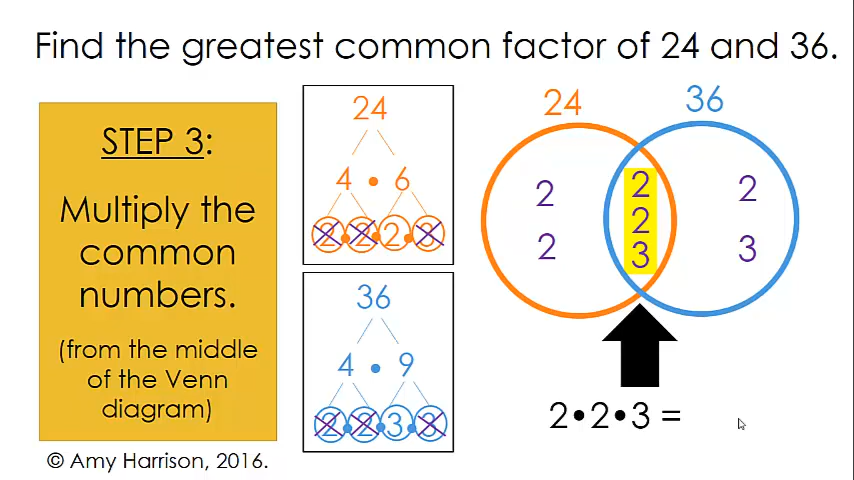 Find the greatest common factor of 24 and 36.
STEP 3:
Multiply the
common
numbers.
(from the middle
of the Venn
diagram)
© Amy Harrison, 2016.
24
4 • 6
2•2•2•3
36
4 • 9
2•2•3•3
24
36
2
2
2
2
3
2
3
2•2•3 =